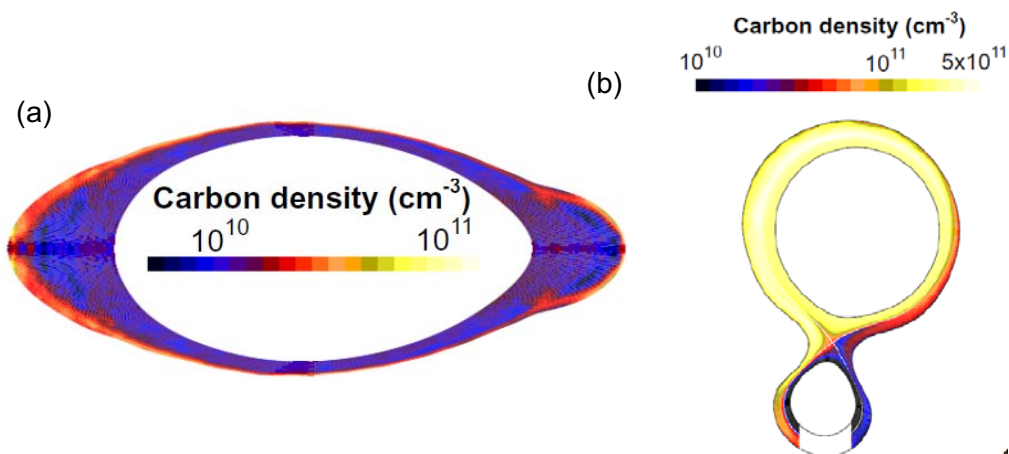 (a)
Carbon density (cm-3)
10^10 10^11
(b)
Carbon density (cm-3)
10^10 10^11 5x10^11